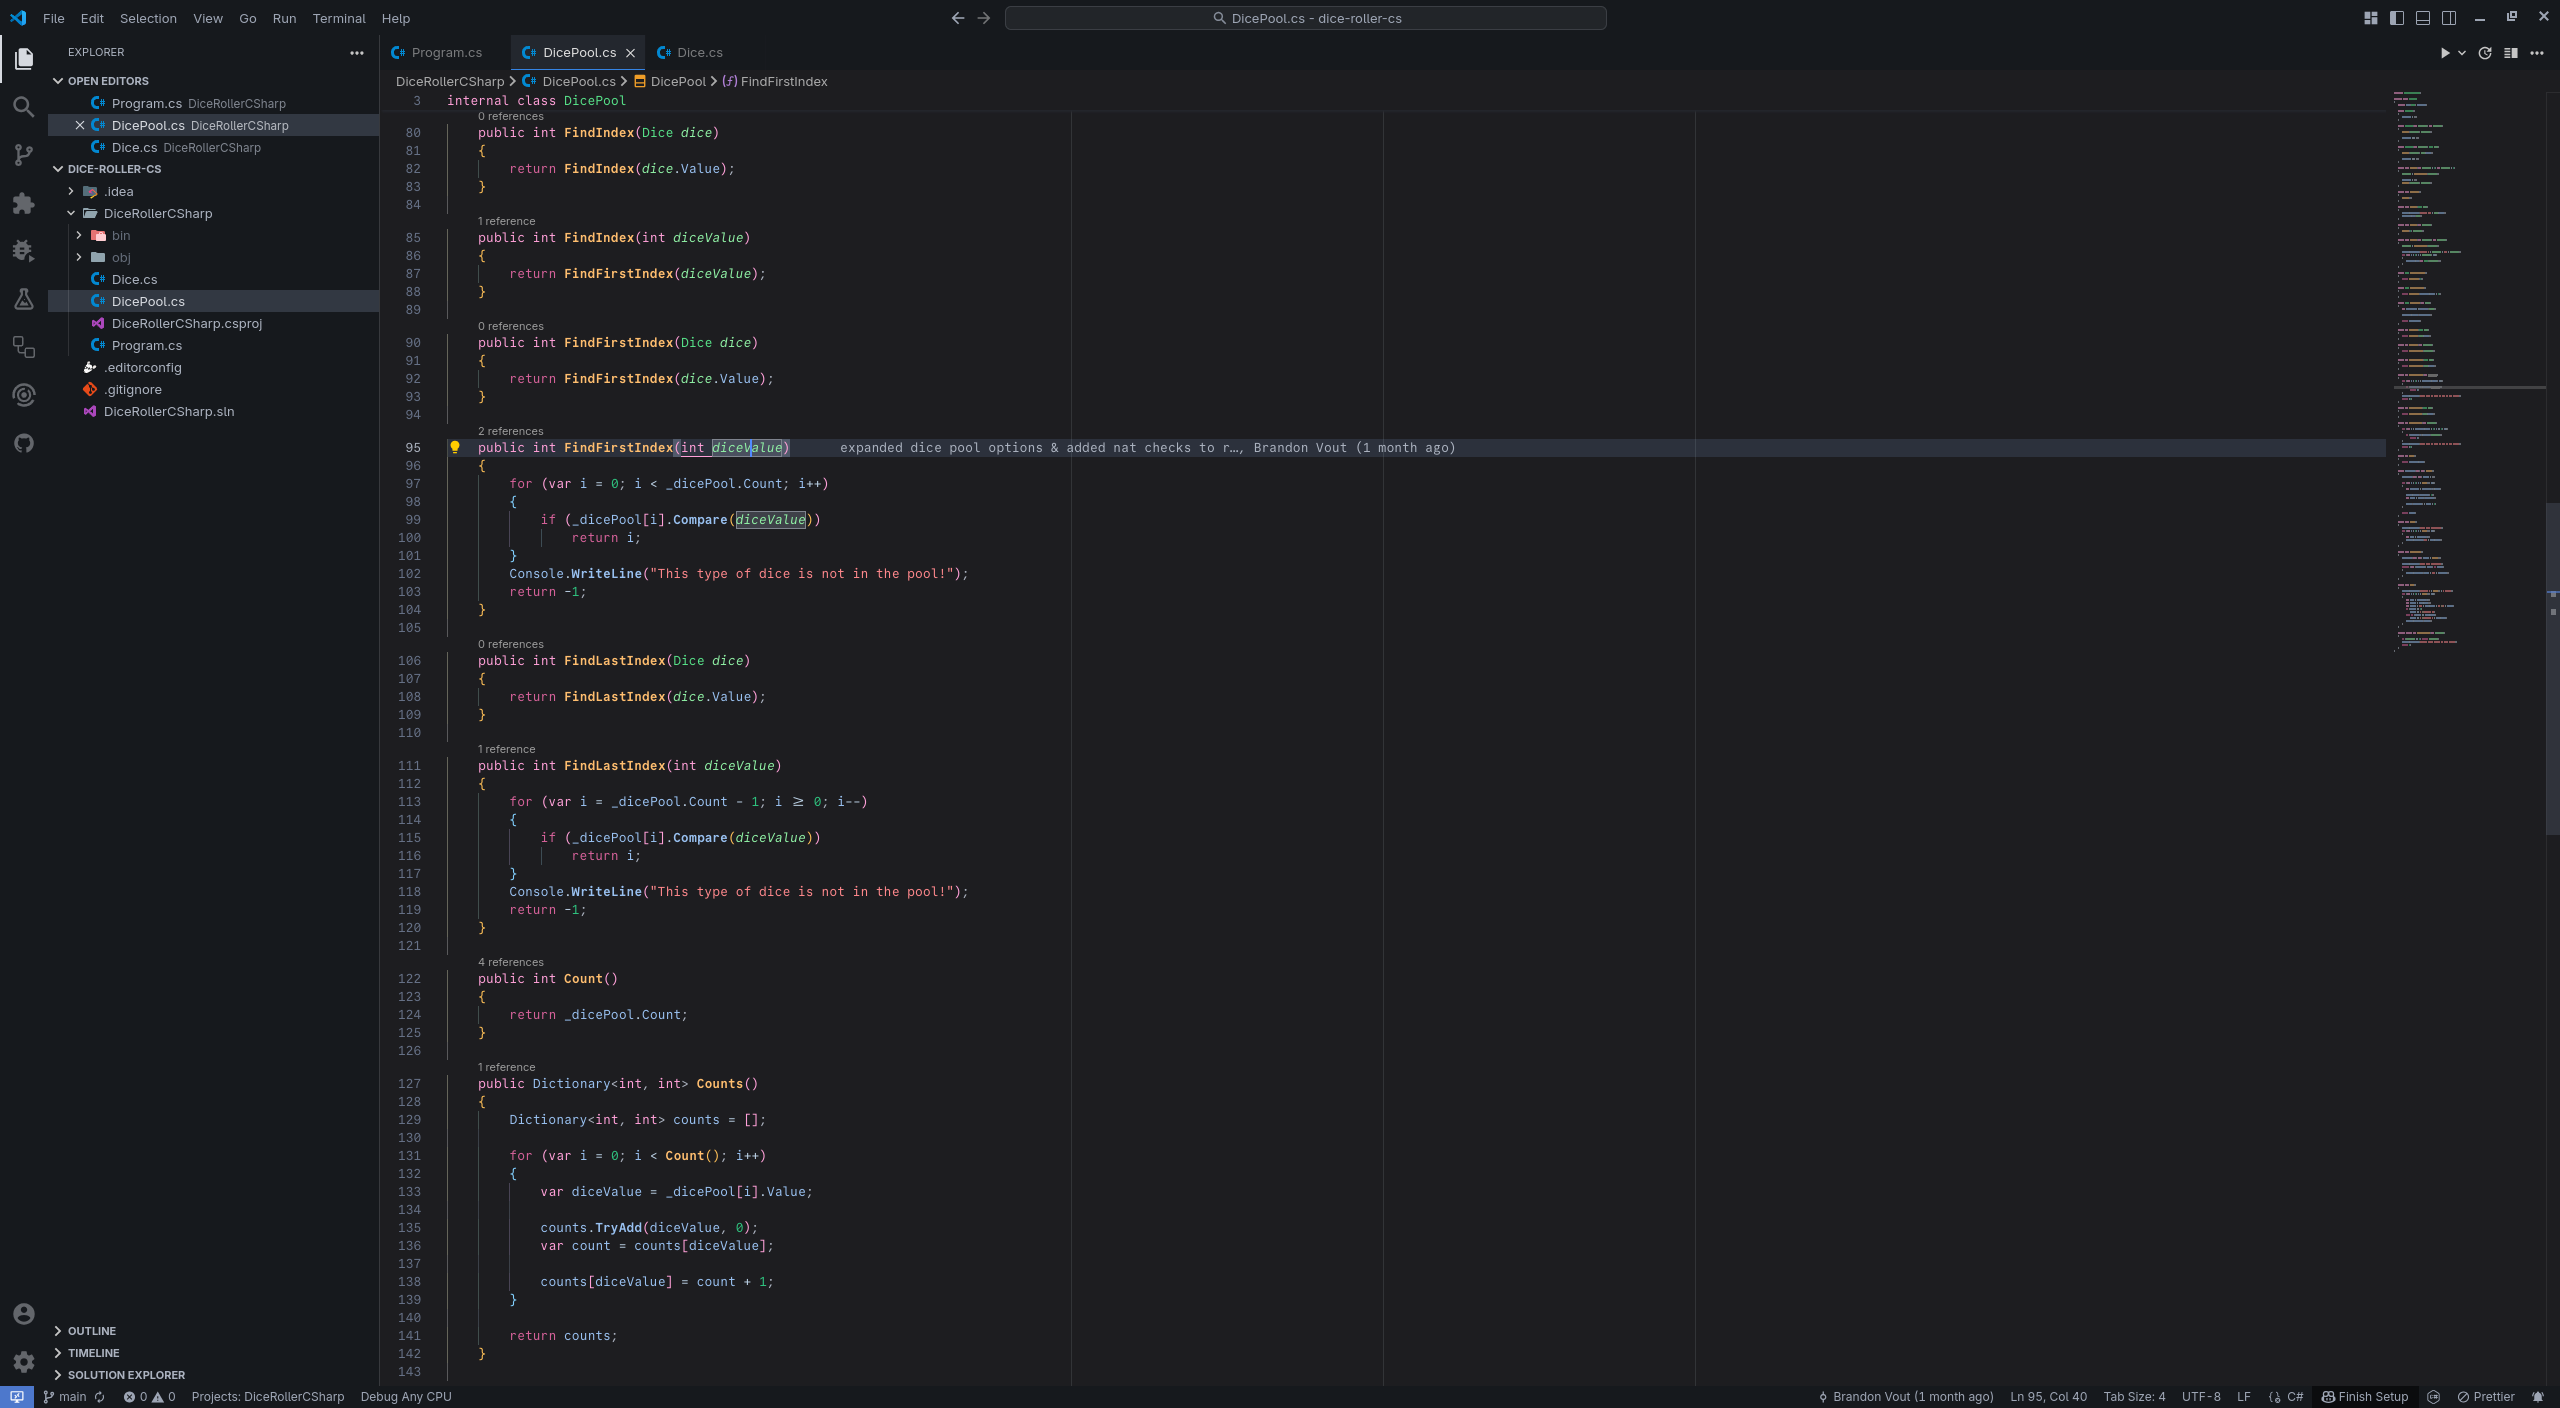 File Edit Selection View Go Run Terminal Help
DicePool.cs - dice-roller-cs
EXPLORER
OPEN EDITORS
Program.cs DiceRollerCSharp
DicePool.cs DiceRollerCSharp
Dice.cs DiceRollerCSharp
DICE-ROLLER-CS
.idea
DiceRollerCSharp
bin
obj
Dice.cs
DicePool.cs
DiceRollerCSharp.csproj
Program.cs
.editorconfig
.gitignore
DiceRollerCSharp.sln
OUTLINE
TIMELINE
SOLUTION EXPLORER
Program.cs DicePool.cs Dice.cs
DiceRollerCSharp > DicePool.cs > DicePool > FindFirstIndex
3 internal class DicePool
0 references
80 public int FindIndex(Dice dice)
81 {
82 return FindIndex(dice.Value);
83 }
84
1 reference
85 public int FindIndex(int diceValue)
86 {
87 return FindFirstIndex(diceValue);
88 }
89
0 references
90 public int FindFirstIndex(Dice dice)
91 {
92 return FindFirstIndex(dice.Value);
93 }
94
2 references
95 public int FindFirstIndex(int diceValue) expanded dice pool options & added nat checks to r…, Brandon Vout (1 month ago)
96 {
97 for (var i = 0; i < _dicePool.Count; i++)
98 {
99 if (_dicePool[i].Compare(diceValue))
100 return i;
101 }
102 Console.WriteLine("This type of dice is not in the pool!");
103 return -1;
104 }
105
0 references
106 public int FindLastIndex(Dice dice)
107 {
108 return FindLastIndex(dice.Value);
109 }
110
1 reference
111 public int FindLastIndex(int diceValue)
112 {
113 for (var i = _dicePool.Count - 1; i ≥ 0; i--)
114 {
115 if (_dicePool[i].Compare(diceValue))
116 return i;
117 }
118 Console.WriteLine("This type of dice is not in the pool!");
119 return -1;
120 }
121
4 references
122 public int Count()
123 {
124 return _dicePool.Count;
125 }
126
1 reference
127 public Dictionary<int, int> Counts()
128 {
129 Dictionary<int, int> counts = [];
130
131 for (var i = 0; i < Count(); i++)
132 {
133 var diceValue = _dicePool[i].Value;
134
135 counts.TryAdd(diceValue, 0);
136 var count = counts[diceValue];
137
138 counts[diceValue] = count + 1;
139 }
140
141 return counts;
142 }
143
main 0 0 Projects: DiceRollerCSharp Debug Any CPU Brandon Vout (1 month ago) Ln 95, Col 40 Tab Size: 4 UTF-8 LF C# Finish Setup Prettier